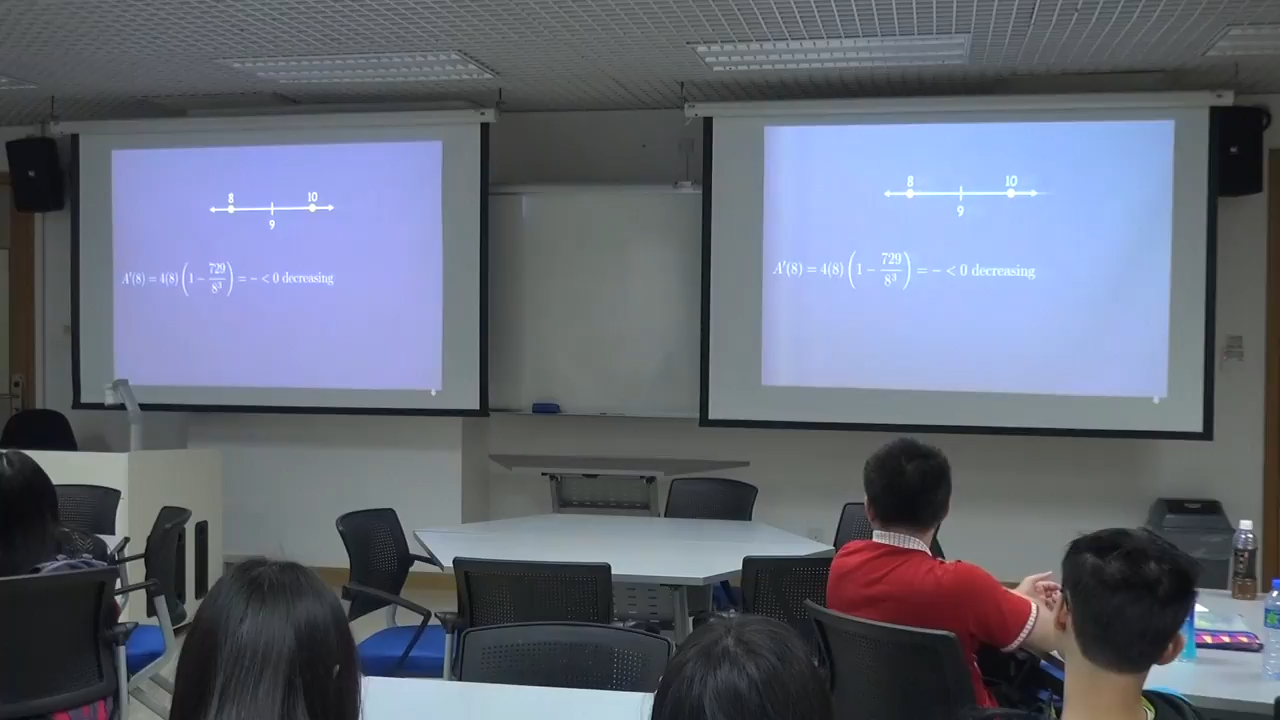 8 10
9
A′(8) = 4(8) (1 − 729/8³) = − < 0 decreasing
8 10
9
A′(8) = 4(8) (1 − 729/8³) = − < 0 decreasing